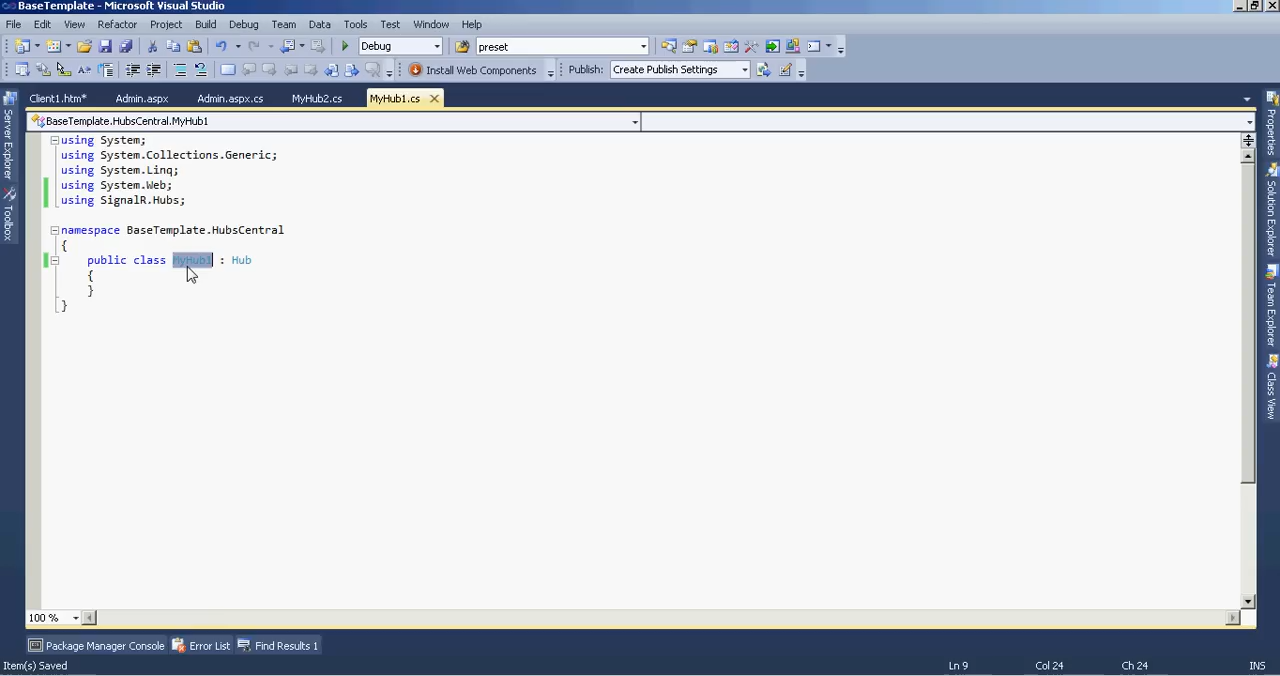 BaseTemplate - Microsoft Visual Studio
File Edit View Refactor Project Build Debug Team Data Tools Test Window Help
Debug preset
Install Web Components Publish: Create Publish Settings
Client1.htm* Admin.aspx Admin.aspx.cs MyHub2.cs MyHub1.cs
BaseTemplate.HubsCentral.MyHub1
using System;
using System.Collections.Generic;
using System.Linq;
using System.Web;
using SignalR.Hubs;
namespace BaseTemplate.HubsCentral
{
public class MyHub1 : Hub
{
}
}
Server Explorer
Toolbox
Properties
Solution Explorer
Team Explorer
Class View
100 %
Package Manager Console Error List Find Results 1
Item(s) Saved Ln 9 Col 24 Ch 24 INS